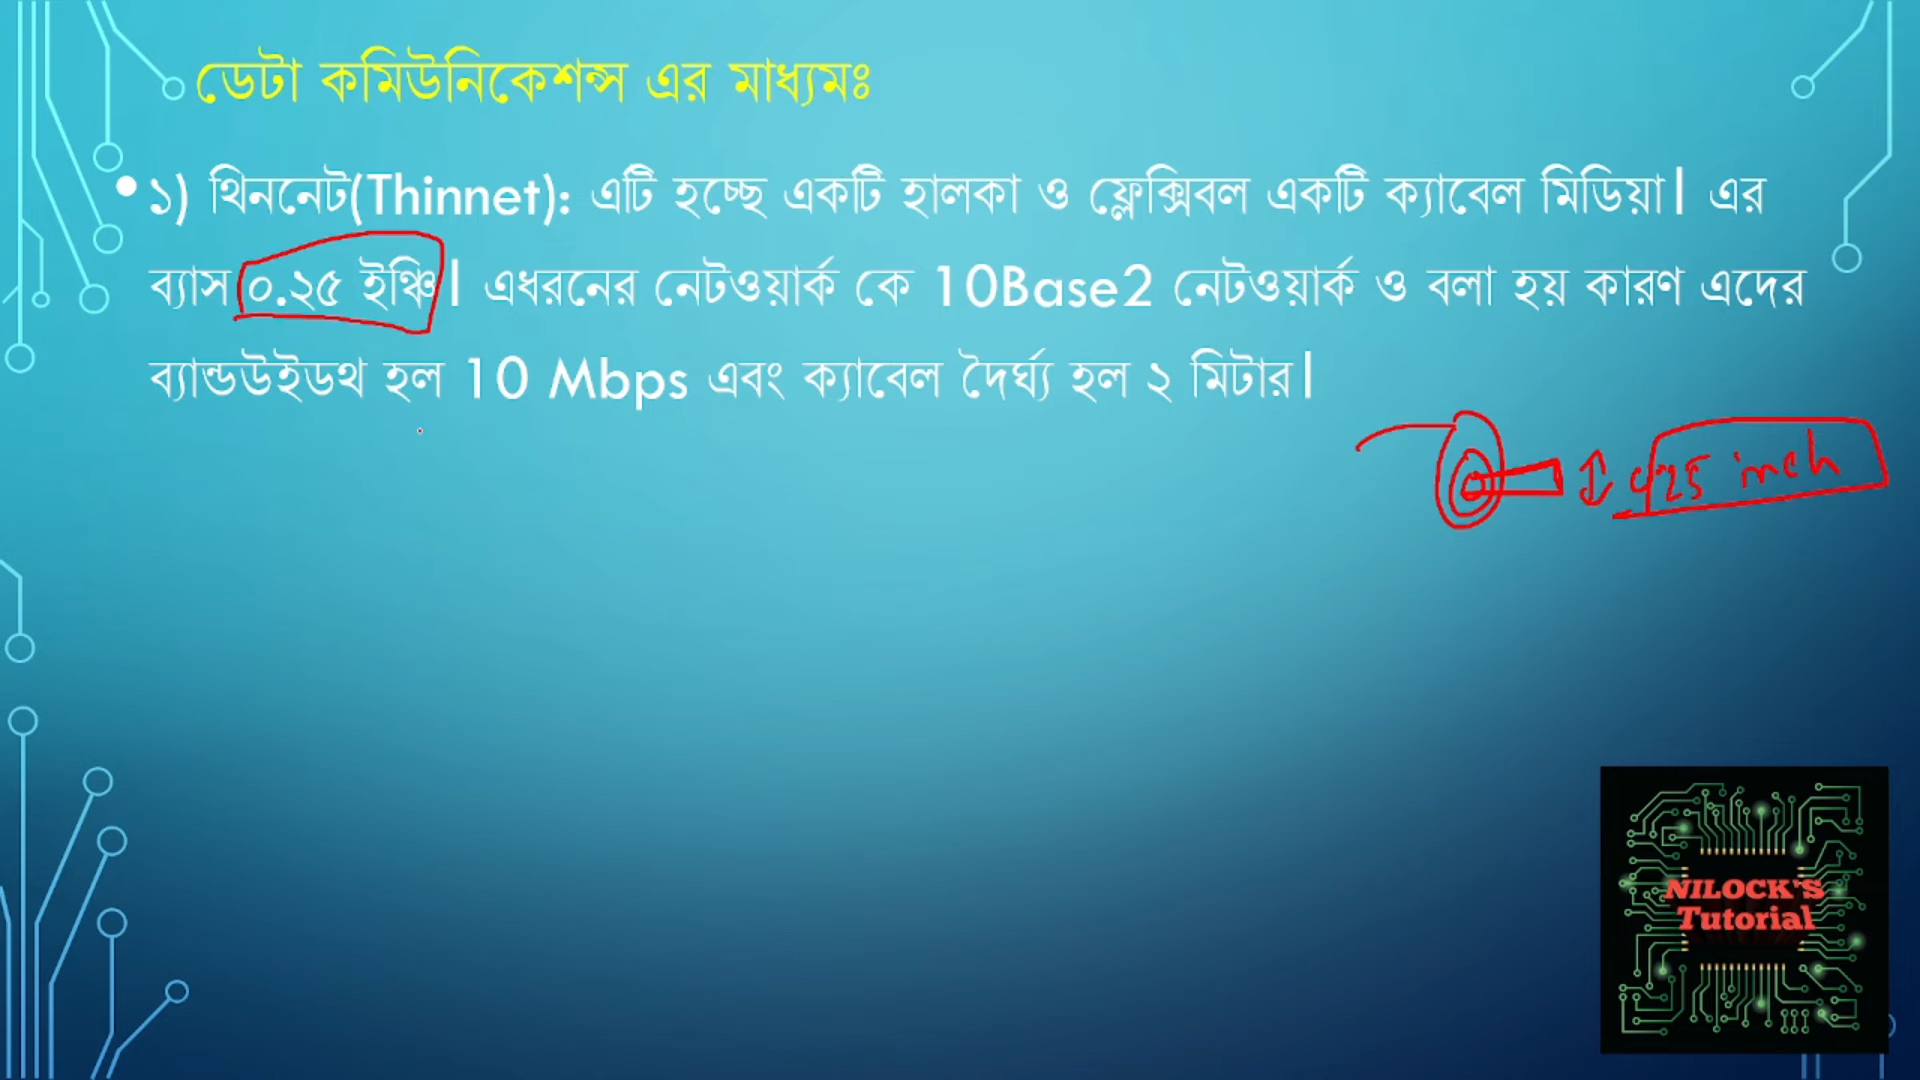 ডেটা কমিউনিকেশন্স এর মাধ্যমঃ
• ১) থিননেট(Thinnet): এটি হচ্ছে একটি হালকা ও ফ্লেক্সিবল একটি ক্যাবেল মিডিয়া। এর
ব্যাস ০.২৫ ইঞ্চি। এধরনের নেটওয়ার্ক কে 10Base2 নেটওয়ার্ক ও বলা হয় কারণ এদের
ব্যান্ডউইডথ হল 10 Mbps এবং ক্যাবেল দৈর্ঘ্য হল ২ মিটার।
25 inch
NILOCK'S
Tutorial